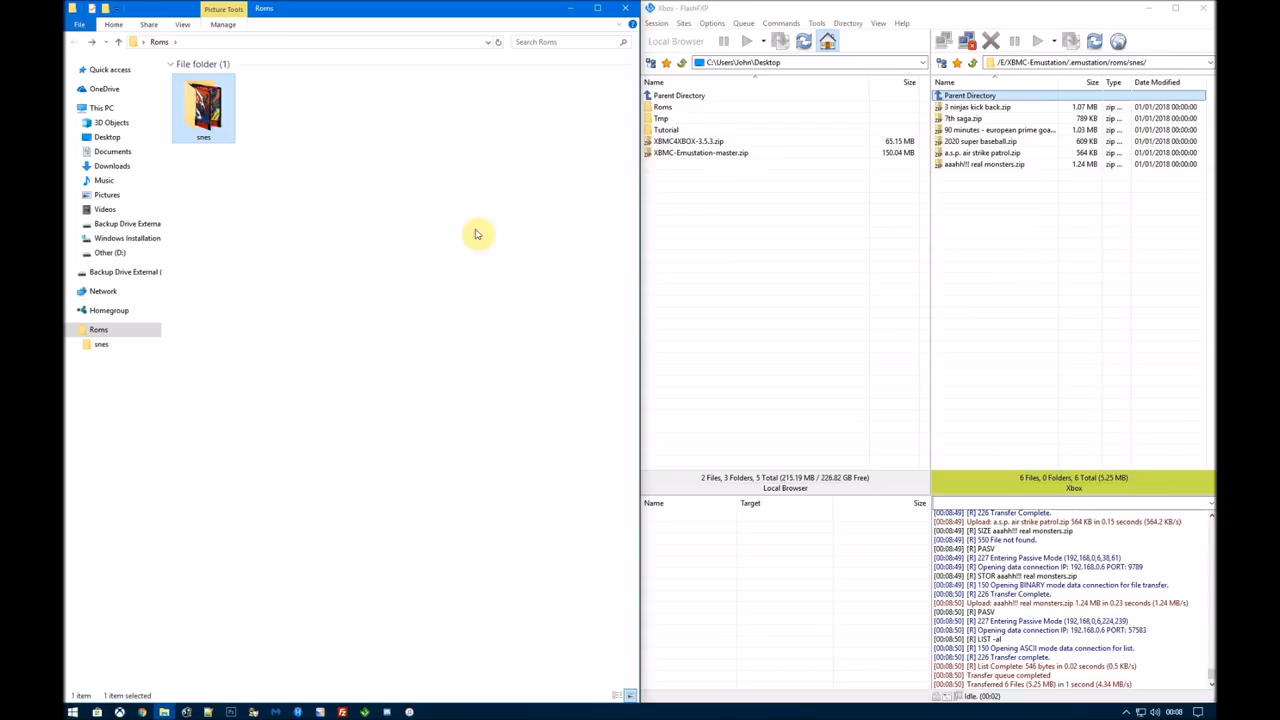 Picture Tools
Roms
File
Home
Share
View
Manage
Roms
Search Roms
Quick access
OneDrive
This PC
3D Objects
Desktop
Documents
Downloads
Music
Pictures
Videos
Backup Drive Externa
Windows Installation
Other (D:)
Backup Drive External (
Network
Homegroup
Roms
snes
File folder (1)
snes
1 item
1 item selected
Xbox - FlashFXP
Session
Sites
Options
Queue
Commands
Tools
Directory
View
Help
Local Browser
C:\Users\John\Desktop
Name
Size
Parent Directory
Roms
Tmp
Tutorial
XBMC4XBOX-3.5.3.zip 65.15 MB
XBMC-Emustation-master.zip 150.04 MB
2 Files, 3 Folders, 5 Total (215.19 MB / 226.82 GB Free)
Local Browser
/E/XBMC-Emustation/.emustation/roms/snes/
Name Size Type Date Modified
Parent Directory
3 ninjas kick back.zip 1.07 MB zip ... 01/01/2018 00:00:00
7th saga.zip 789 KB zip ... 01/01/2018 00:00:00
90 minutes - european prime goa... 1.03 MB zip ... 01/01/2018 00:00:00
2020 super baseball.zip 609 KB zip ... 01/01/2018 00:00:00
a.s.p. air strike patrol.zip 564 KB zip ... 01/01/2018 00:00:00
aaahh!!! real monsters.zip 1.24 MB zip ... 01/01/2018 00:00:00
6 Files, 0 Folders, 6 Total (5.25 MB)
Xbox
Name Target Size
[00:08:49] [R] 226 Transfer Complete.
[00:08:49] Upload: a.s.p. air strike patrol.zip 564 KB in 0.15 seconds (564.2 KB/s)
[00:08:49] [R] SIZE aaahh!!! real monsters.zip
[00:08:49] [R] 550 File not found.
[00:08:49] [R] PASV
[00:08:49] [R] 227 Entering Passive Mode (192,168,0,6,38,61)
[00:08:49] [R] Opening data connection IP: 192.168.0.6 PORT: 9789
[00:08:49] [R] STOR aaahh!!! real monsters.zip
[00:08:49] [R] 150 Opening BINARY mode data connection for file transfer.
[00:08:50] [R] 226 Transfer Complete.
[00:08:50] Upload: aaahh!!! real monsters.zip 1.24 MB in 0.23 seconds (1.24 MB/s)
[00:08:50] [R] PASV
[00:08:50] [R] 227 Entering Passive Mode (192,168,0,6,224,239)
[00:08:50] [R] Opening data connection IP: 192.168.0.6 PORT: 57583
[00:08:50] [R] LIST -al
[00:08:50] [R] 150 Opening ASCII mode data connection for list.
[00:08:50] [R] 226 Transfer complete.
[00:08:50] [R] List Complete: 546 bytes in 0.02 seconds (0.5 KB/s)
[00:08:50] Transfer queue completed
[00:08:50] Transferred 6 Files (5.25 MB) in 1 second (4.34 MB/s)
Idle. (00:02)
00:08